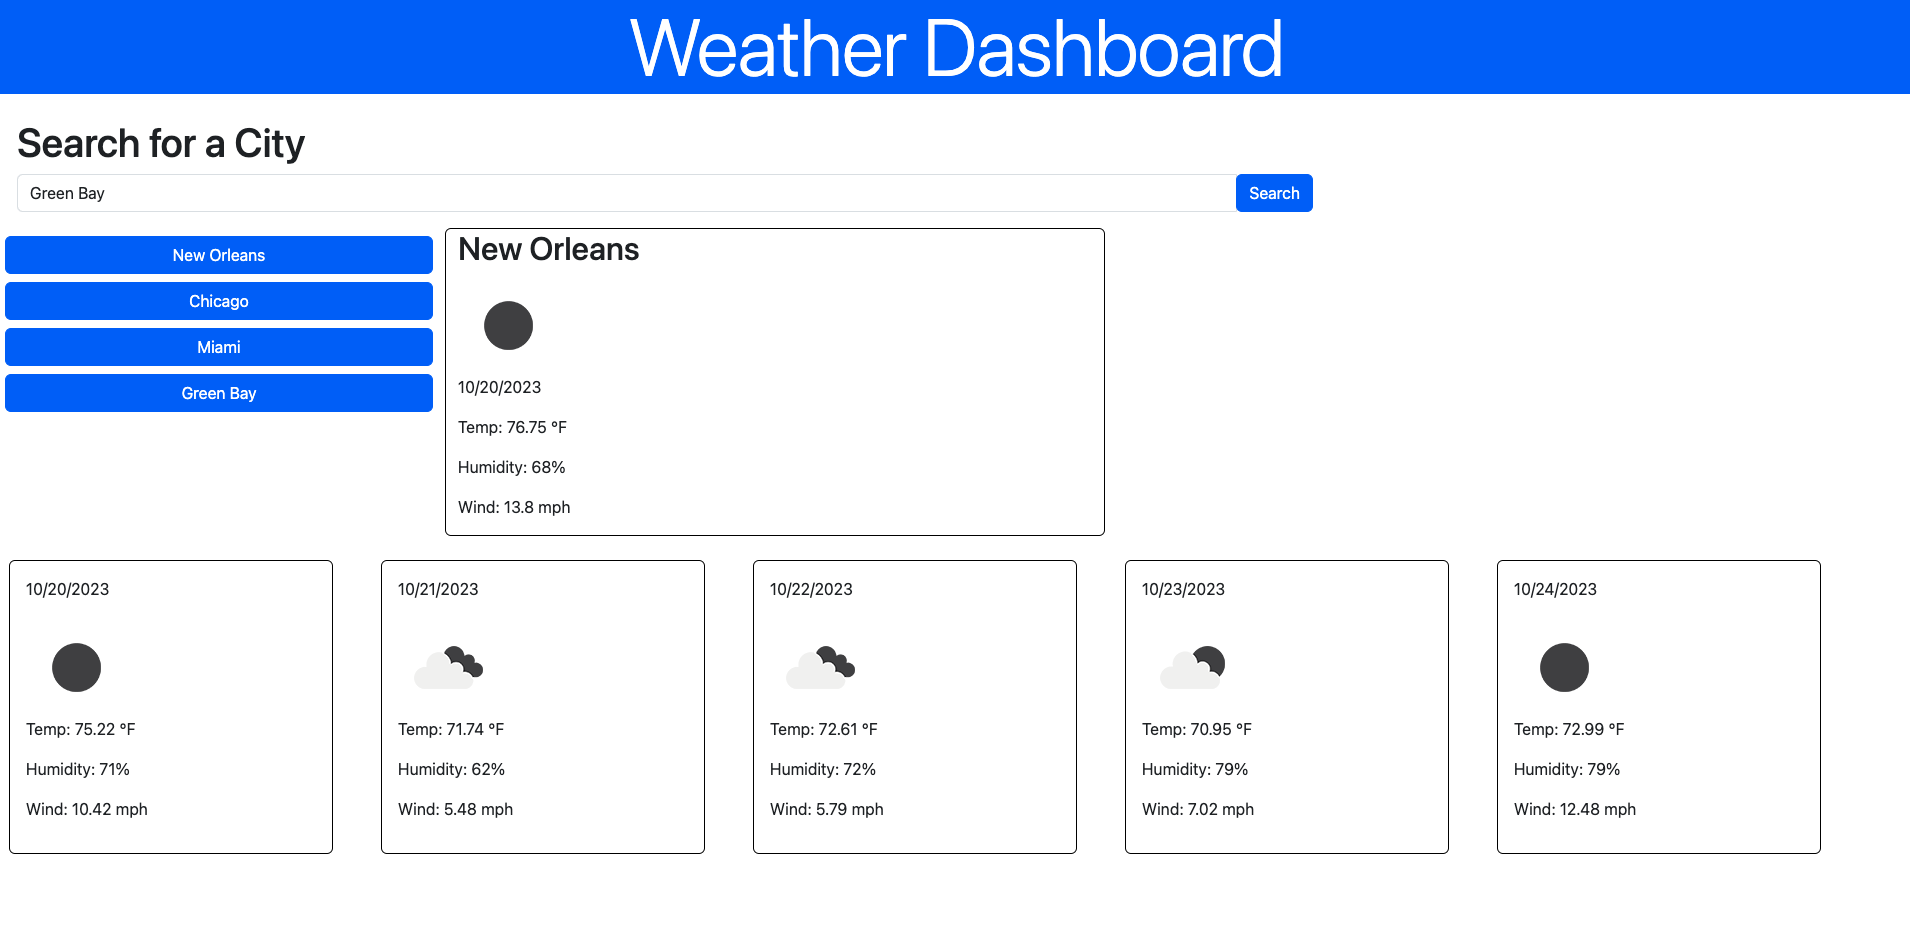 Weather Dashboard
Search for a City
Green Bay
Search
New Orleans
Chicago
Miami
Green Bay
New Orleans
10/20/2023
Temp: 76.75 °F
Humidity: 68%
Wind: 13.8 mph
10/20/2023
Temp: 75.22 °F
Humidity: 71%
Wind: 10.42 mph
10/21/2023
Temp: 71.74 °F
Humidity: 62%
Wind: 5.48 mph
10/22/2023
Temp: 72.61 °F
Humidity: 72%
Wind: 5.79 mph
10/23/2023
Temp: 70.95 °F
Humidity: 79%
Wind: 7.02 mph
10/24/2023
Temp: 72.99 °F
Humidity: 79%
Wind: 12.48 mph